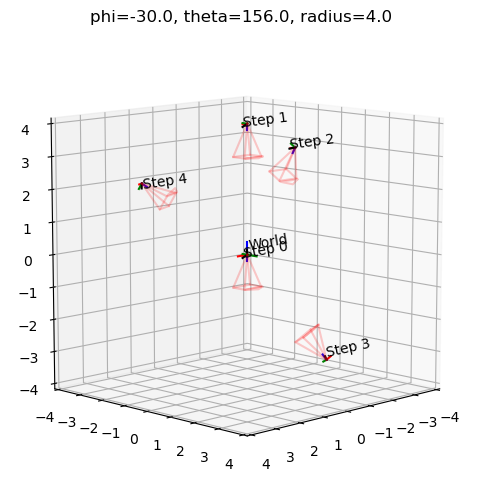 phi=-30.0, theta=156.0, radius=4.0
Step 1
Step 2
Step 4
World
Step 0
Step 3
4
3
2
1
0
−1
−2
−3
−4
−4 −3 −2 −1 0 1 2 3 4
4 3 2 1 0 −1 −2 −3 −4